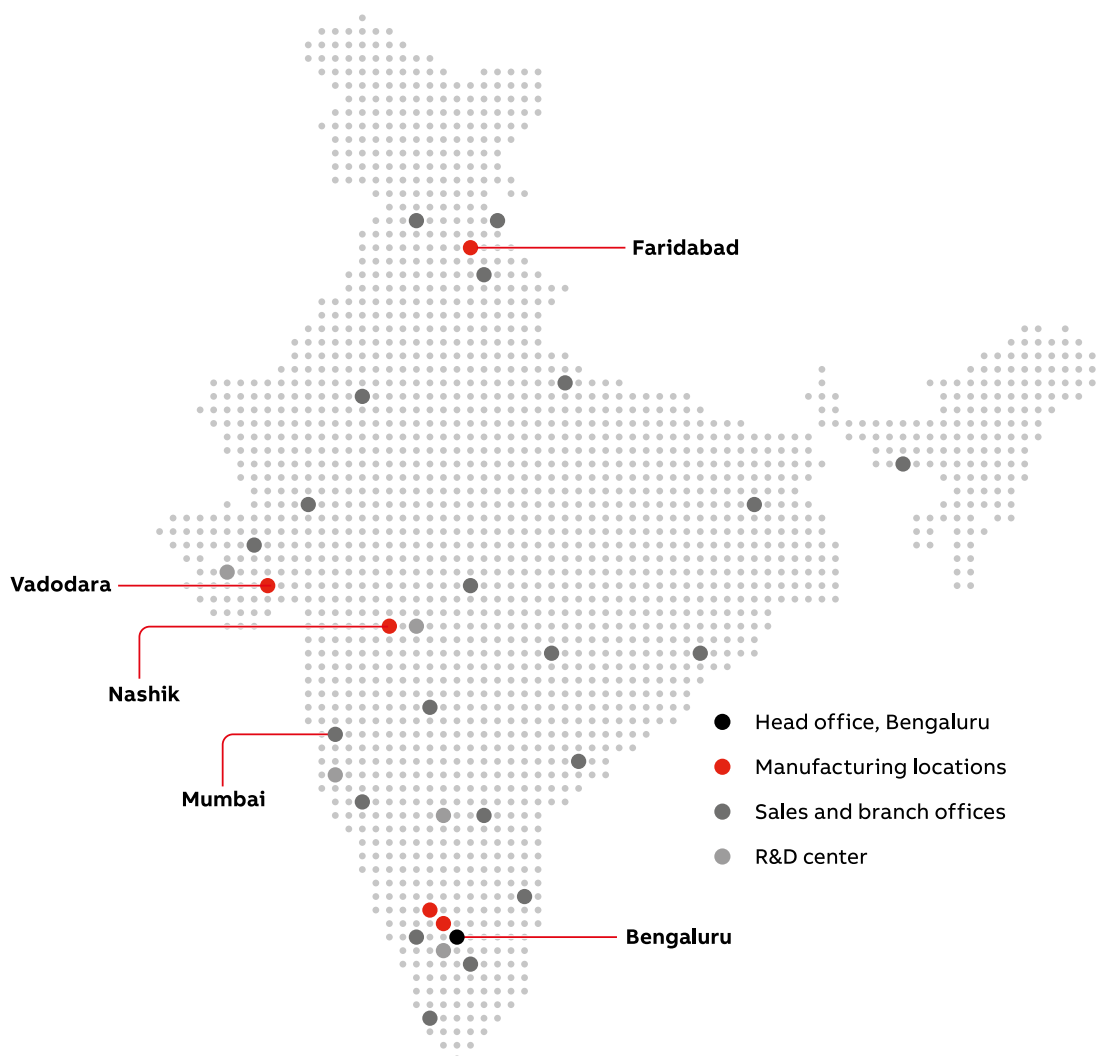 Faridabad
Vadodara
Nashik
Mumbai
Head office, Bengaluru
Manufacturing locations
Sales and branch offices
R&D center
Bengaluru